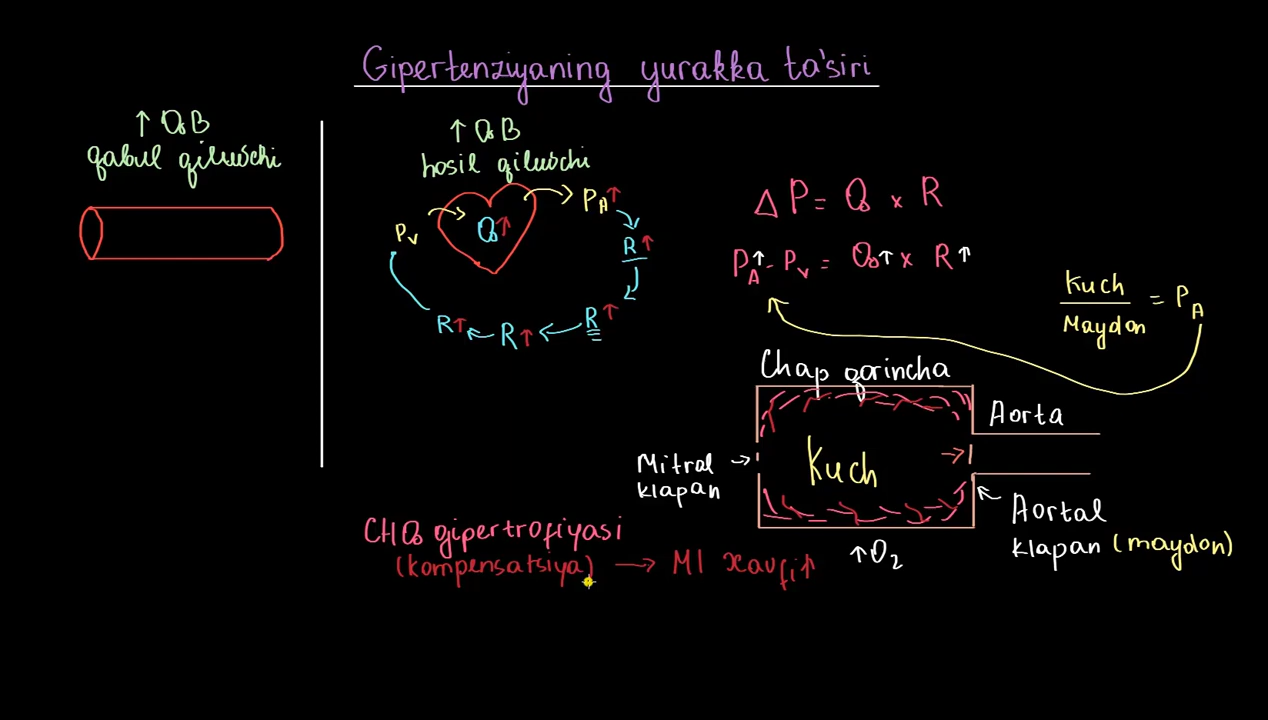 Gipertenziyaning yurakka ta'siri
↑ QB
qabul qiluvchi
↑ QB
hosil qiluvchi
Pv
Q↑
PA↑
R↑
R↑
R↑
R↑
ΔP = Q × R
PA↑ - Pv = Q↑ × R↑
Kuch
Maydon
= PA
Chap qorincha
Aorta
Mitral
klapan
Kuch
Aortal
klapan (maydon)
↑O2
CHQ gipertrofiyasi
(kompensatsiya) → MI xavfi↑